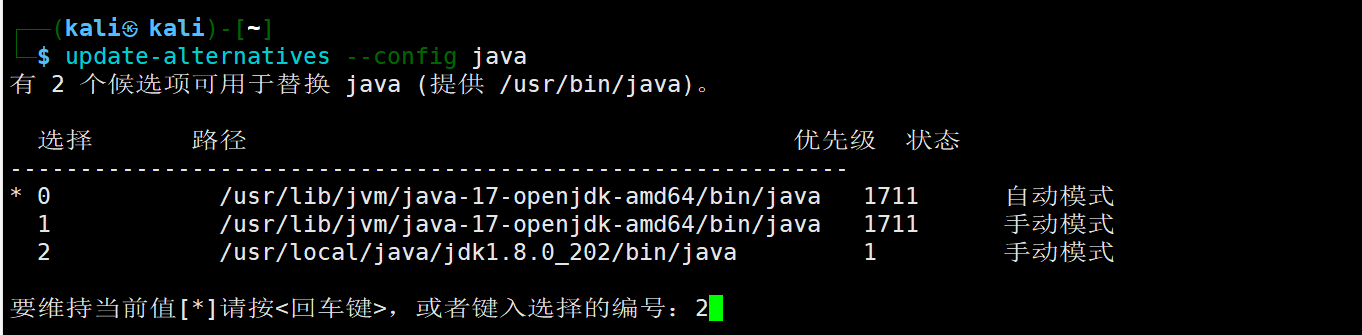 ┌──(kali㉿ kali)-[~]
└─$ update-alternatives --config java
有 2 个候选项可用于替换 java (提供 /usr/bin/java)。
选择 路径 优先级 状态
------------------------------------------------------------
* 0 /usr/lib/jvm/java-17-openjdk-amd64/bin/java 1711 自动模式
1 /usr/lib/jvm/java-17-openjdk-amd64/bin/java 1711 手动模式
2 /usr/local/java/jdk1.8.0_202/bin/java 1 手动模式
要维持当前值[*]请按<回车键>，或者键入选择的编号：2